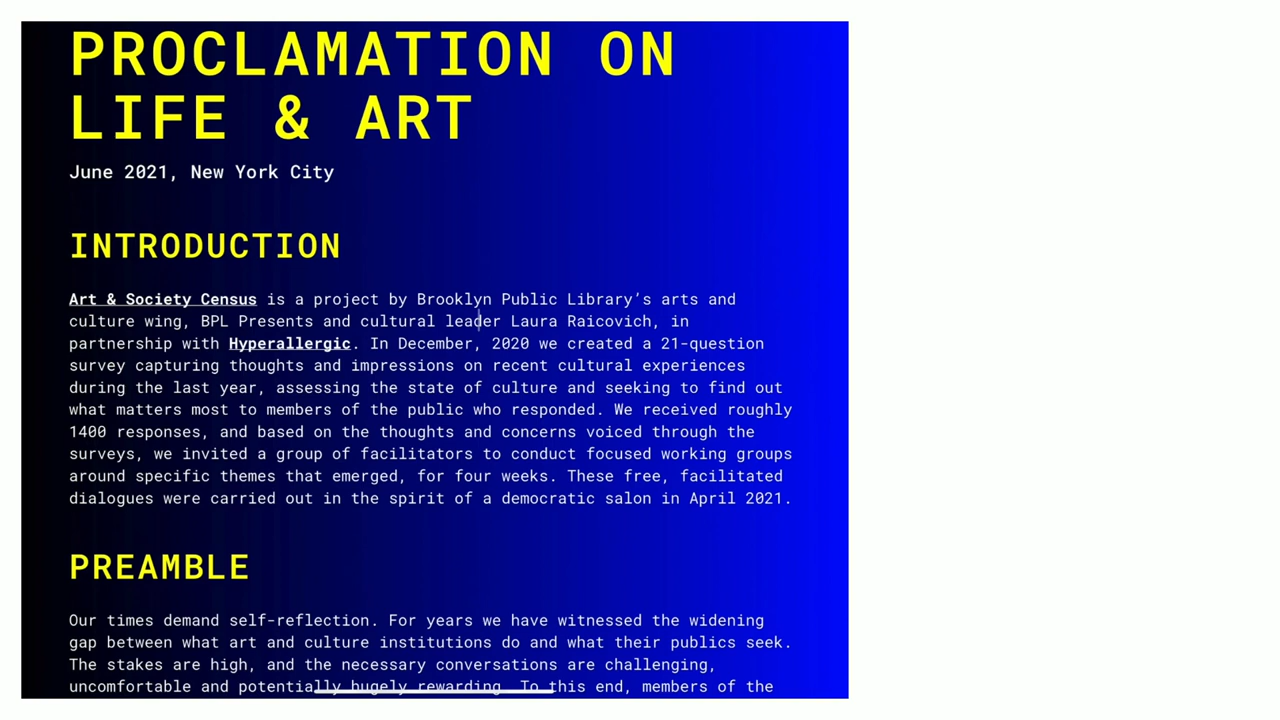 PROCLAMATION ON
LIFE & ART
June 2021, New York City
INTRODUCTION
Art & Society Census is a project by Brooklyn Public Library’s arts and
culture wing, BPL Presents and cultural leader Laura Raicovich, in
partnership with Hyperallergic. In December, 2020 we created a 21-question
survey capturing thoughts and impressions on recent cultural experiences
during the last year, assessing the state of culture and seeking to find out
what matters most to members of the public who responded. We received roughly
1400 responses, and based on the thoughts and concerns voiced through the
surveys, we invited a group of facilitators to conduct focused working groups
around specific themes that emerged, for four weeks. These free, facilitated
dialogues were carried out in the spirit of a democratic salon in April 2021.
PREAMBLE
Our times demand self-reflection. For years we have witnessed the widening
gap between what art and culture institutions do and what their publics seek.
The stakes are high, and the necessary conversations are challenging,
uncomfortable and potentially hugely rewarding. To this end, members of the